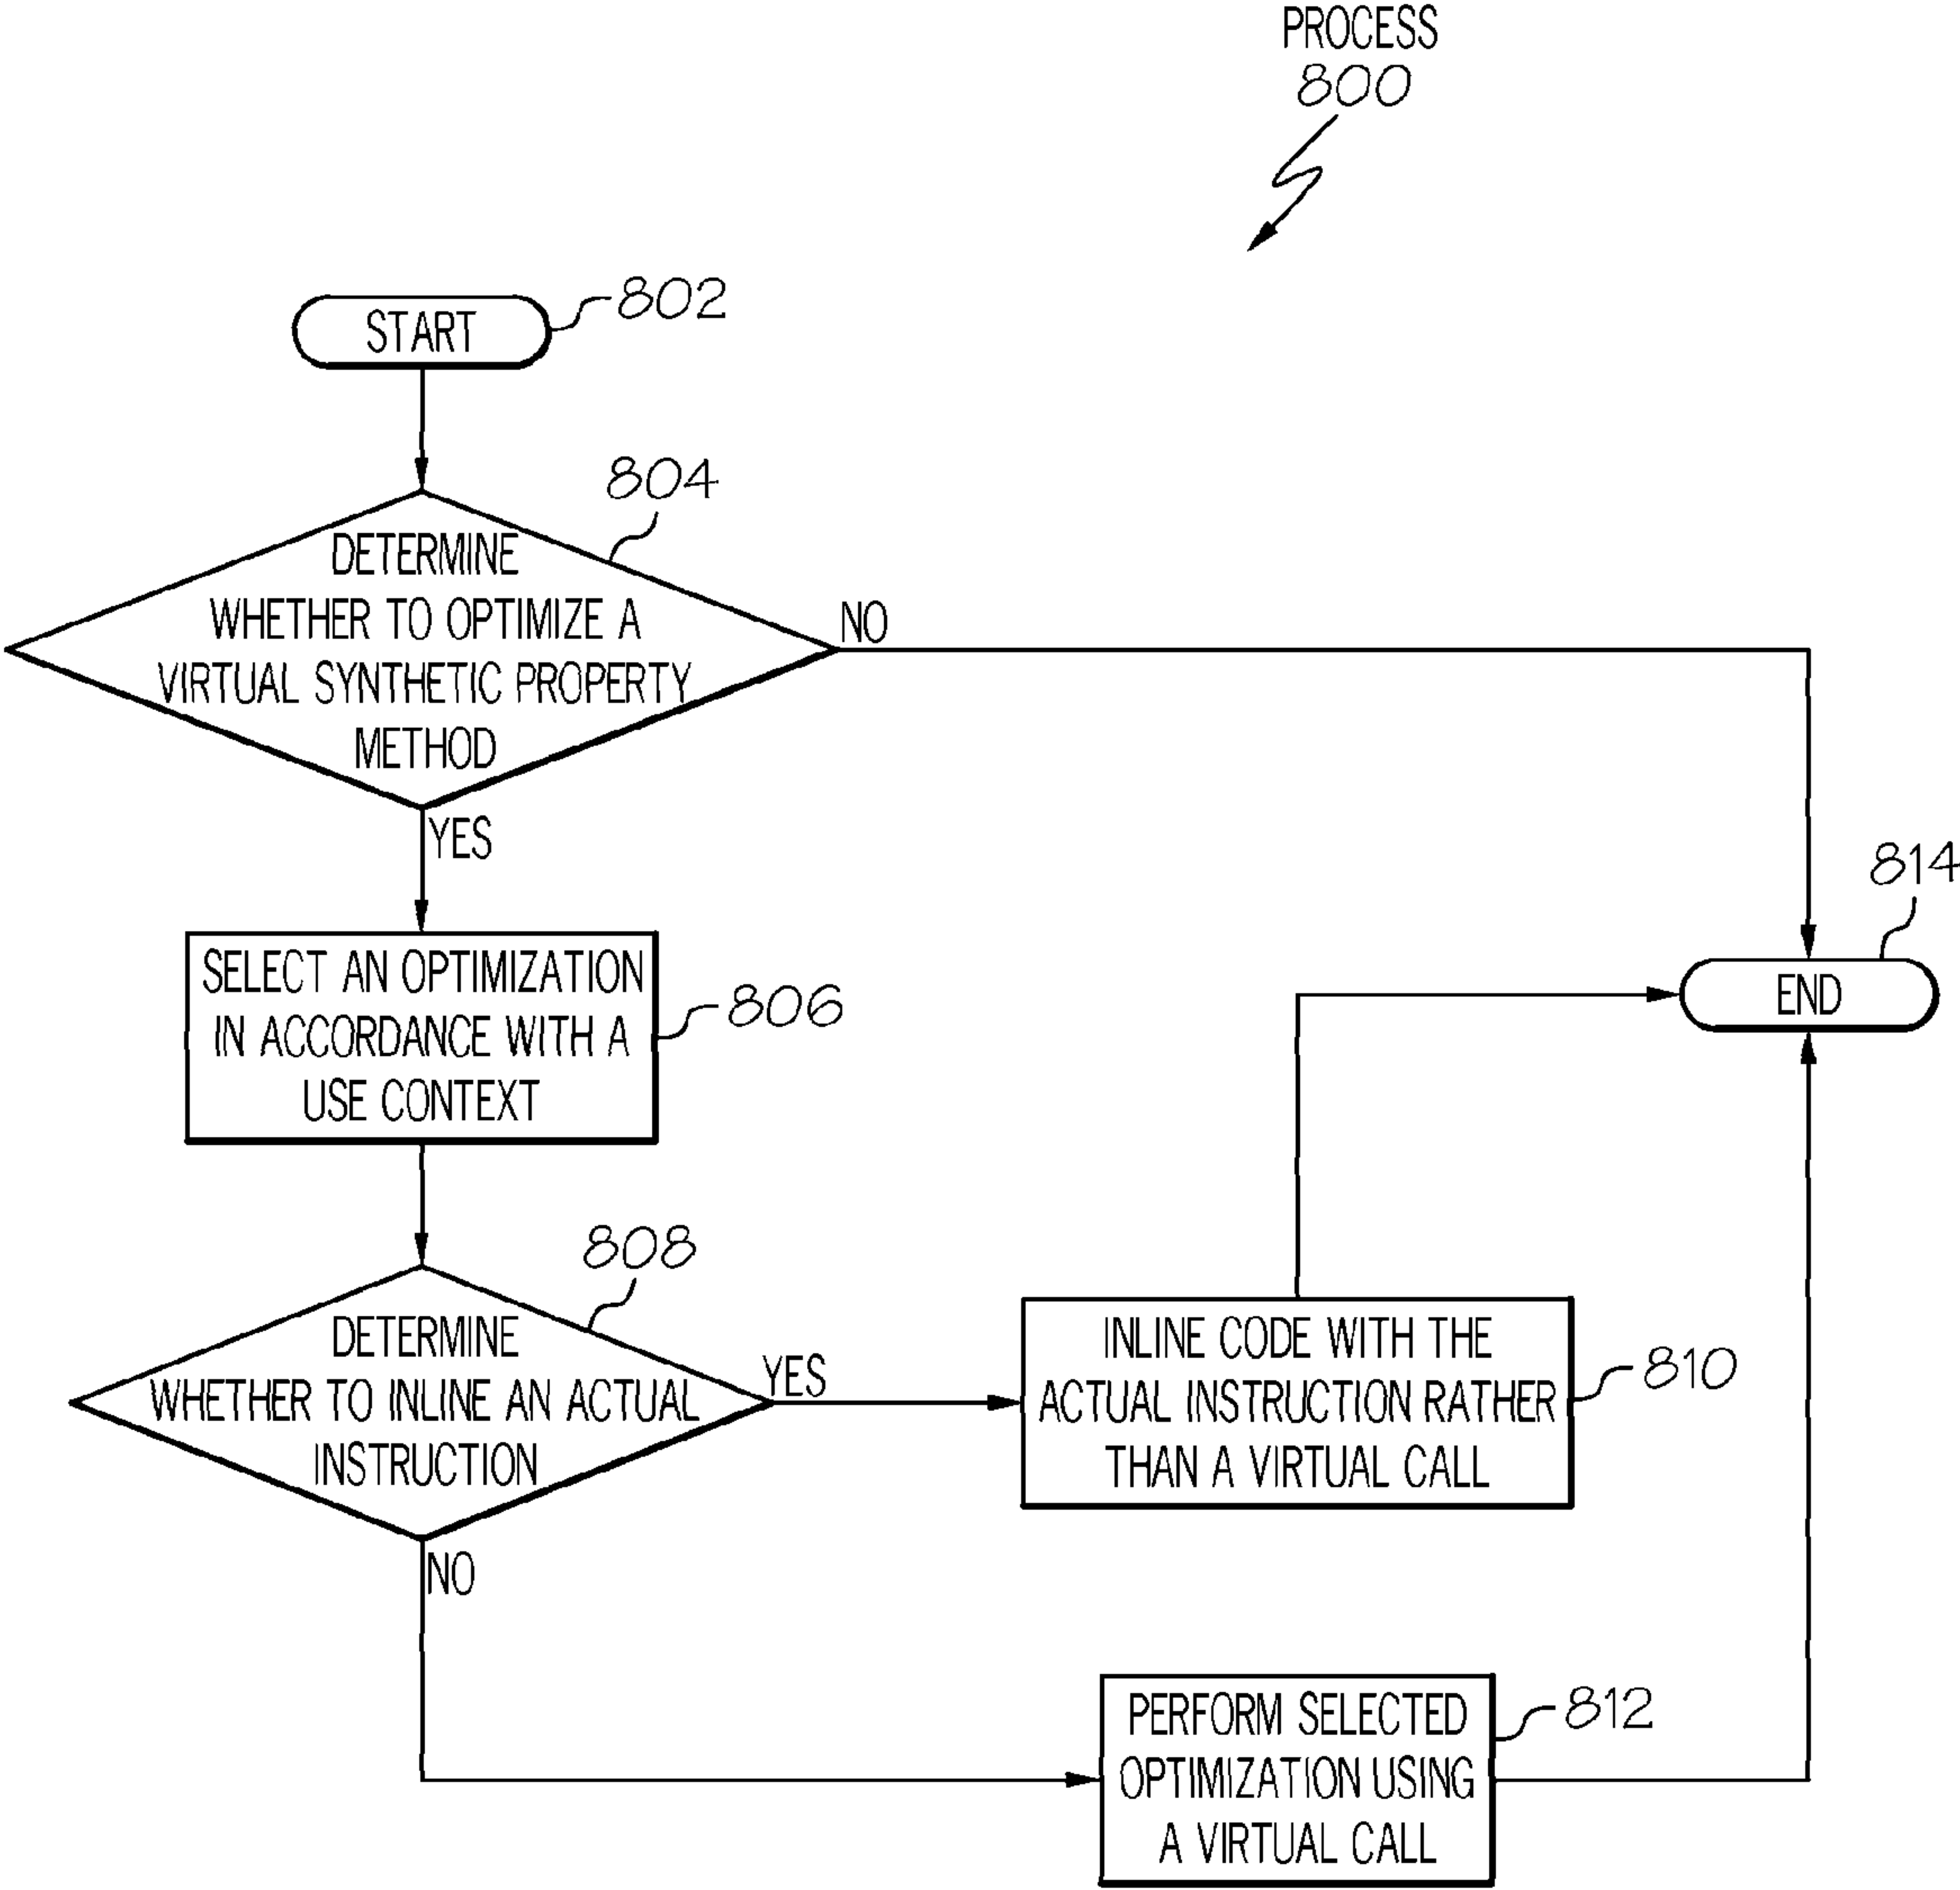 PROCESS
800
START
802
804
DETERMINE
WHETHER TO OPTIMIZE A
VIRTUAL SYNTHETIC PROPERTY
METHOD
NO
YES
814
END
SELECT AN OPTIMIZATION
IN ACCORDANCE WITH A
USE CONTEXT
806
808
DETERMINE
WHETHER TO INLINE AN ACTUAL
INSTRUCTION
YES
INLINE CODE WITH THE
ACTUAL INSTRUCTION RATHER
THAN A VIRTUAL CALL
810
NO
PERFORM SELECTED
OPTIMIZATION USING
A VIRTUAL CALL
812